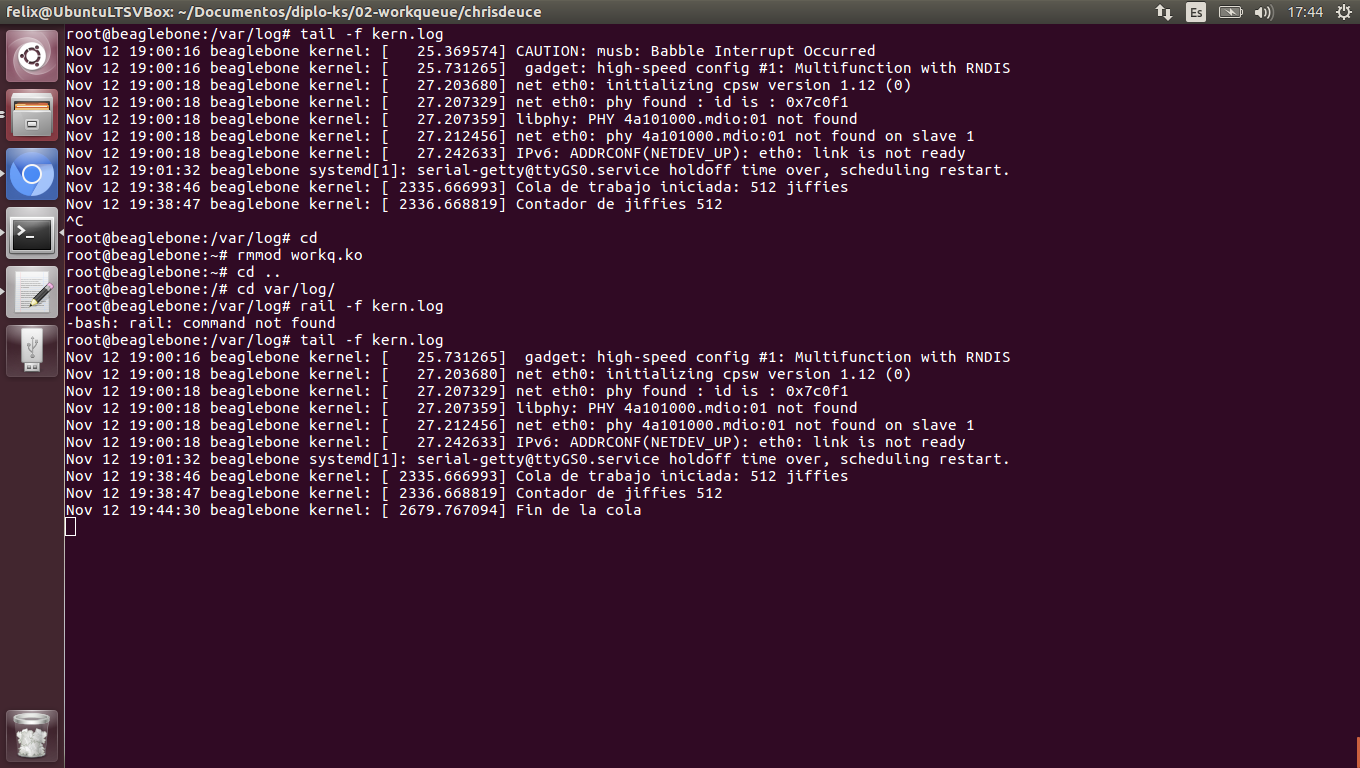 felix@UbuntuLTSVBox: ~/Documentos/diplo-ks/02-workqueue/chrisdeuce
Es
17:44
root@beaglebone:/var/log# tail -f kern.log
Nov 12 19:00:16 beaglebone kernel: [   25.369574] CAUTION: musb: Babble Interrupt Occurred
Nov 12 19:00:16 beaglebone kernel: [   25.731265]  gadget: high-speed config #1: Multifunction with RNDIS
Nov 12 19:00:18 beaglebone kernel: [   27.203680] net eth0: initializing cpsw version 1.12 (0)
Nov 12 19:00:18 beaglebone kernel: [   27.207329] net eth0: phy found : id is : 0x7c0f1
Nov 12 19:00:18 beaglebone kernel: [   27.207359] libphy: PHY 4a101000.mdio:01 not found
Nov 12 19:00:18 beaglebone kernel: [   27.212456] net eth0: phy 4a101000.mdio:01 not found on slave 1
Nov 12 19:00:18 beaglebone kernel: [   27.242633] IPv6: ADDRCONF(NETDEV_UP): eth0: link is not ready
Nov 12 19:01:32 beaglebone systemd[1]: serial-getty@ttyGS0.service holdoff time over, scheduling restart.
Nov 12 19:38:46 beaglebone kernel: [ 2335.666993] Cola de trabajo iniciada: 512 jiffies
Nov 12 19:38:47 beaglebone kernel: [ 2336.668819] Contador de jiffies 512
^C
root@beaglebone:/var/log# cd
root@beaglebone:~# rmmod workq.ko
root@beaglebone:~# cd ..
root@beaglebone:/# cd var/log/
root@beaglebone:/var/log# rail -f kern.log
-bash: rail: command not found
root@beaglebone:/var/log# tail -f kern.log
Nov 12 19:00:16 beaglebone kernel: [   25.731265]  gadget: high-speed config #1: Multifunction with RNDIS
Nov 12 19:00:18 beaglebone kernel: [   27.203680] net eth0: initializing cpsw version 1.12 (0)
Nov 12 19:00:18 beaglebone kernel: [   27.207329] net eth0: phy found : id is : 0x7c0f1
Nov 12 19:00:18 beaglebone kernel: [   27.207359] libphy: PHY 4a101000.mdio:01 not found
Nov 12 19:00:18 beaglebone kernel: [   27.212456] net eth0: phy 4a101000.mdio:01 not found on slave 1
Nov 12 19:00:18 beaglebone kernel: [   27.242633] IPv6: ADDRCONF(NETDEV_UP): eth0: link is not ready
Nov 12 19:01:32 beaglebone systemd[1]: serial-getty@ttyGS0.service holdoff time over, scheduling restart.
Nov 12 19:38:46 beaglebone kernel: [ 2335.666993] Cola de trabajo iniciada: 512 jiffies
Nov 12 19:38:47 beaglebone kernel: [ 2336.668819] Contador de jiffies 512
Nov 12 19:44:30 beaglebone kernel: [ 2679.767094] Fin de la cola